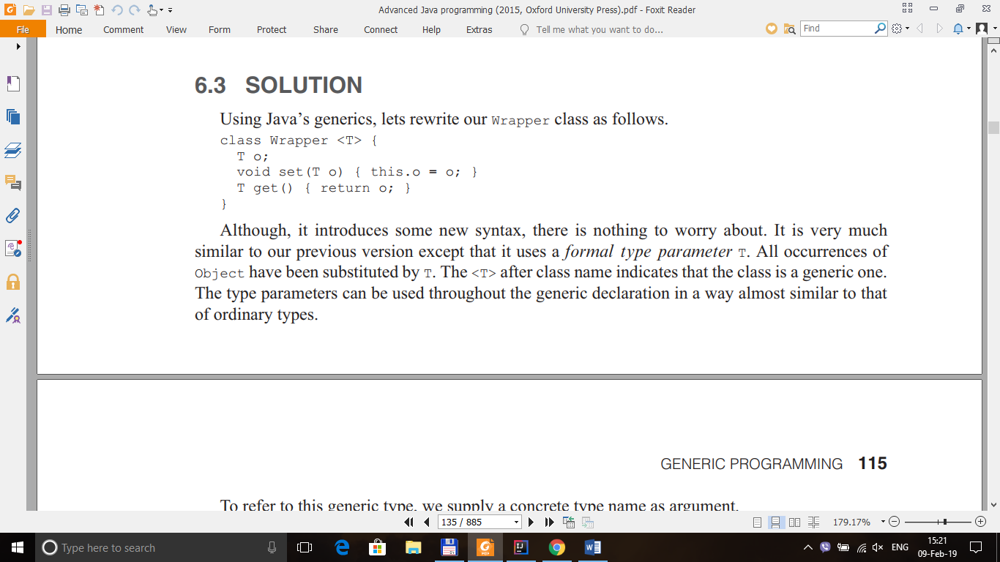 Advanced Java programming (2015, Oxford University Press).pdf - Foxit Reader
File Home Comment View Form Protect Share Connect Help Extras Tell me what you want to do... Find
6.3 SOLUTION
Using Java’s generics, lets rewrite our Wrapper class as follows.
class Wrapper <T> {
T o;
void set(T o) { this.o = o; }
T get() { return o; }
}
Although, it introduces some new syntax, there is nothing to worry about. It is very much
similar to our previous version except that it uses a formal type parameter T. All occurrences of
Object have been substituted by T. The <T> after class name indicates that the class is a generic one.
The type parameters can be used throughout the generic declaration in a way almost similar to that
of ordinary types.
GENERIC PROGRAMMING 115
To refer to this generic type, we supply a concrete type name as argument.
135 / 885 179.17%
Type here to search ENG 15:21
09-Feb-19